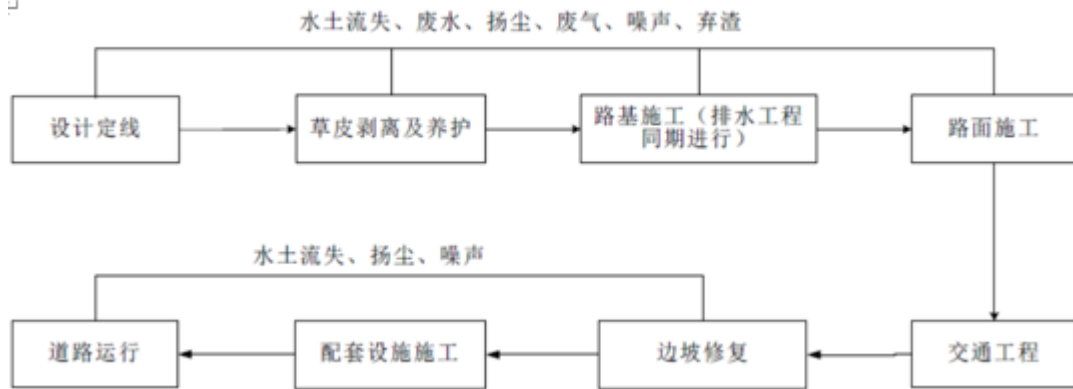 水土流失、废水、扬尘、废气、噪声、弃渣
设计定线
草皮剥离及养护
路基施工（排水工程
同期进行）
路面施工
水土流失、扬尘、噪声
道路运行
配套设施施工
边坡修复
交通工程